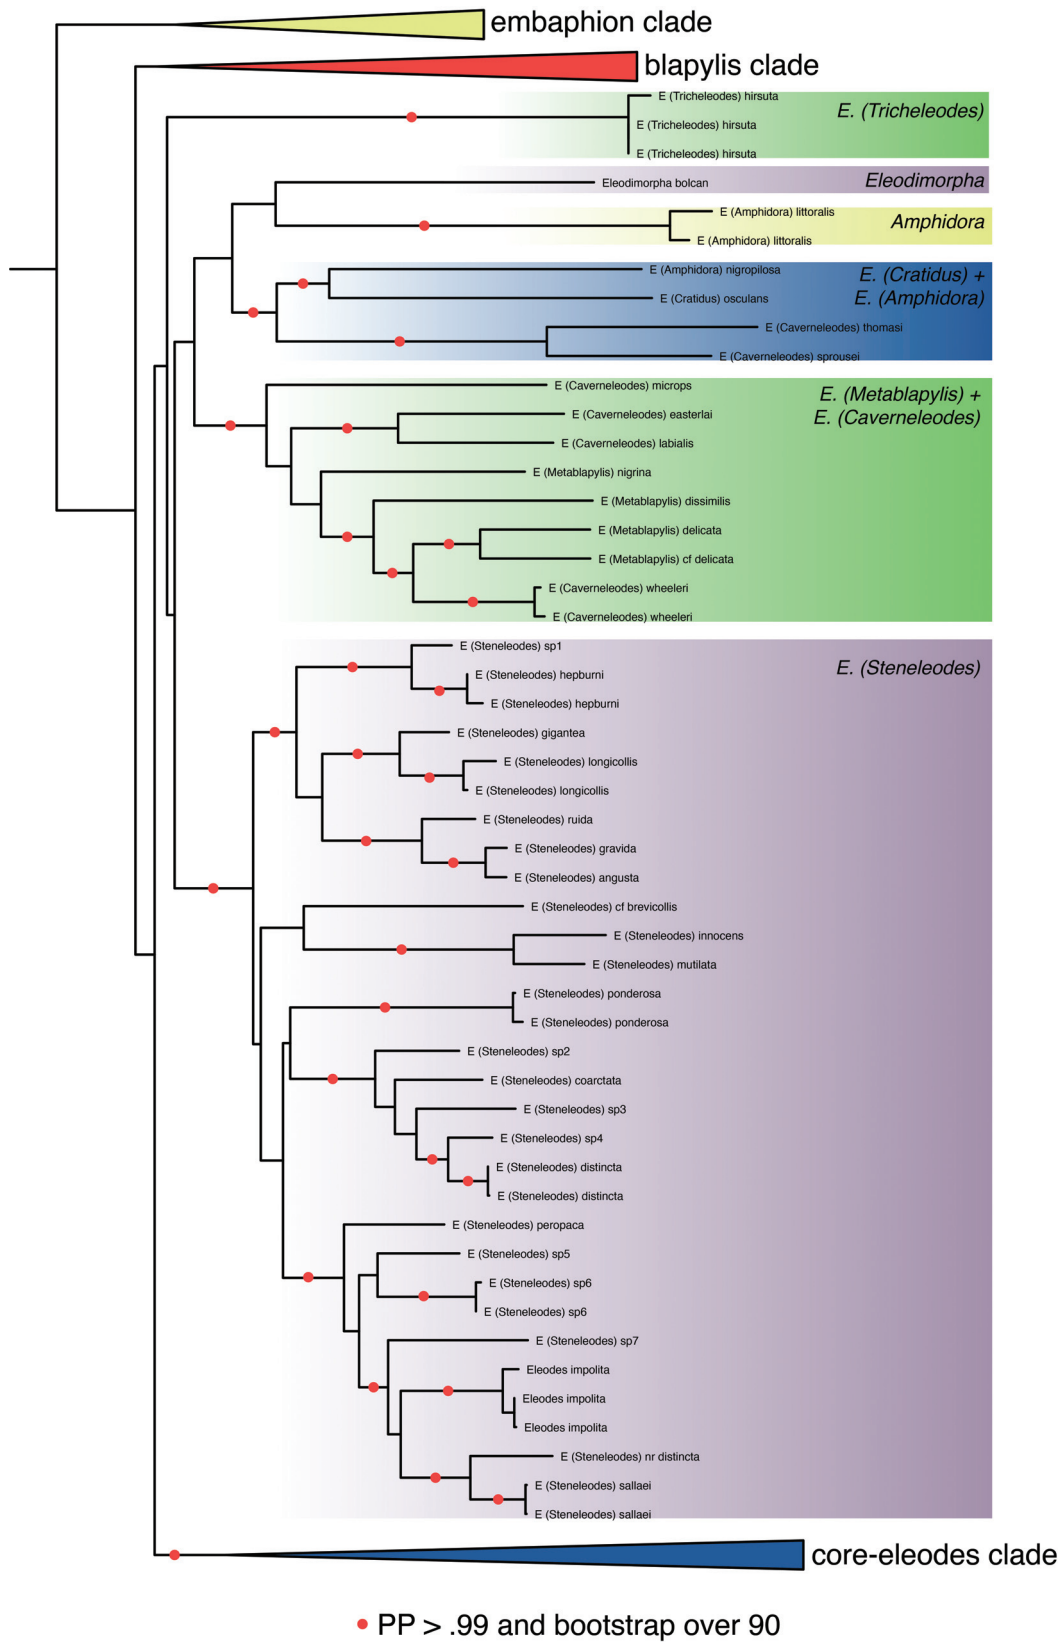 embaphion clade
blapylis clade
E (Tricheleodes) hirsuta
E. (Tricheleodes)
E (Tricheleodes) hirsuta
E (Tricheleodes) hirsuta
Eleodimorpha bolcan
Eleodimorpha
E (Amphidora) littoralis
Amphidora
E (Amphidora) littoralis
E (Amphidora) nigropilosa
E. (Cratidus) +
E. (Amphidora)
E (Cratidus) osculans
E (Caverneleodes) thomasi
E (Caverneleodes) sprousei
E (Caverneleodes) microps
E. (Metablapylis) +
E. (Caverneleodes)
E (Caverneleodes) easterlai
E (Caverneleodes) labialis
E (Metablapylis) nigrina
E (Metablapylis) dissimilis
E (Metablapylis) delicata
E (Metablapylis) cf delicata
E (Caverneleodes) wheeleri
E (Caverneleodes) wheeleri
E (Steneleodes) sp1
E. (Steneleodes)
E (Steneleodes) hepburni
E (Steneleodes) hepburni
E (Steneleodes) gigantea
E (Steneleodes) longicollis
E (Steneleodes) longicollis
E (Steneleodes) ruida
E (Steneleodes) gravida
E (Steneleodes) angusta
E (Steneleodes) cf brevicollis
E (Steneleodes) innocens
E (Steneleodes) mutilata
E (Steneleodes) ponderosa
E (Steneleodes) ponderosa
E (Steneleodes) sp2
E (Steneleodes) coarctata
E (Steneleodes) sp3
E (Steneleodes) sp4
E (Steneleodes) distincta
E (Steneleodes) distincta
E (Steneleodes) peropaca
E (Steneleodes) sp5
E (Steneleodes) sp6
E (Steneleodes) sp6
E (Steneleodes) sp7
Eleodes impolita
Eleodes impolita
Eleodes impolita
E (Steneleodes) nr distincta
E (Steneleodes) sallaei
E (Steneleodes) sallaei
core-eleodes clade
PP > .99 and bootstrap over 90